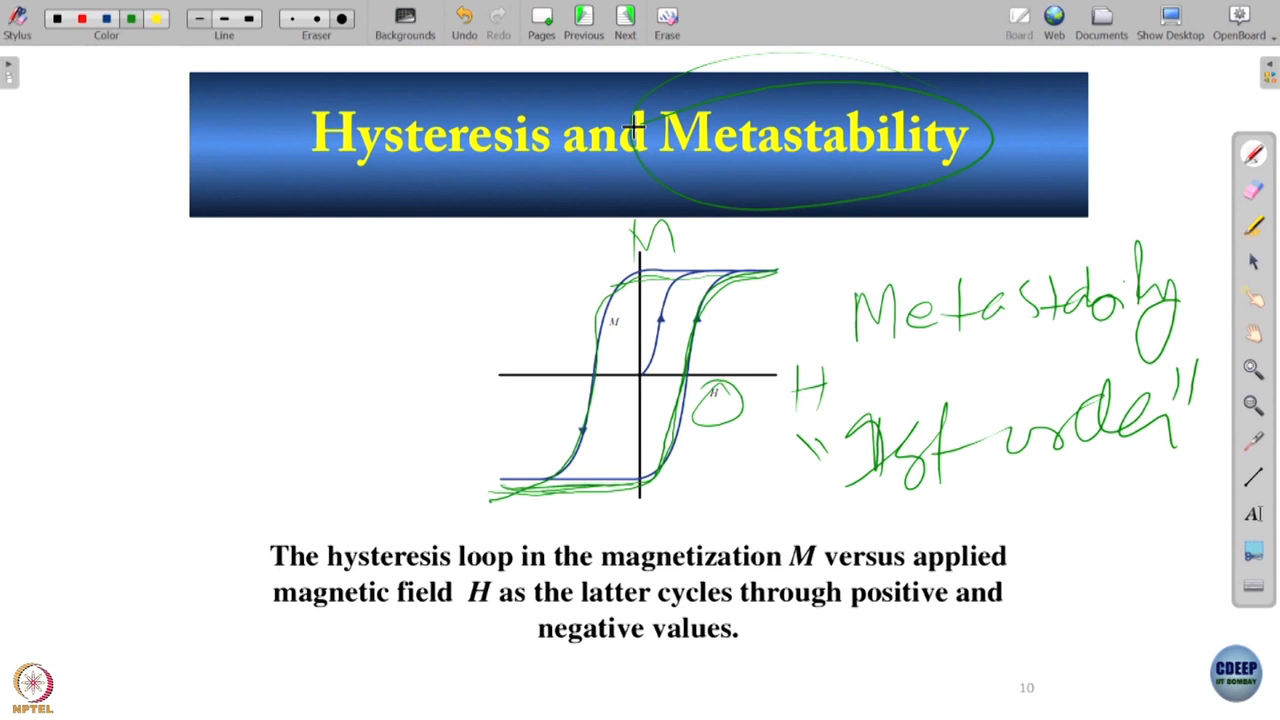 Stylus
Color
Line
Eraser
Backgrounds
Undo Redo
Pages
Previous
Next
Erase
Board
Web
Documents
Show Desktop
OpenBoard
Hysteresis and Metastability
M
M
H
H
Metastability
"1st order"
The hysteresis loop in the magnetization M versus applied
magnetic field H as the latter cycles through positive and
negative values.
10
NPTEL
CDEEP
IIT BOMBAY